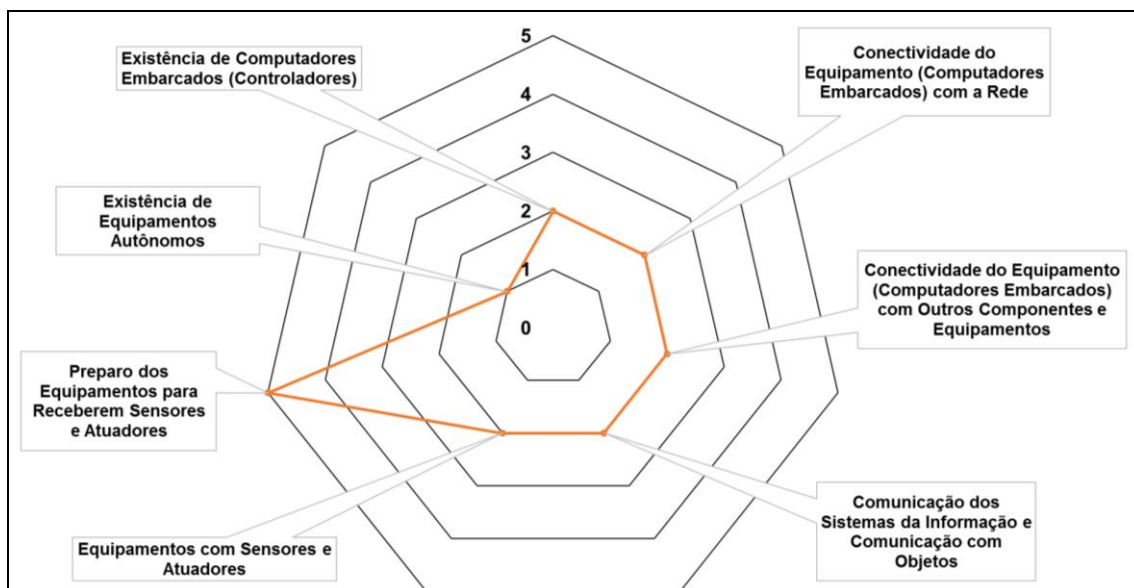 Existência de Computadores
Embarcados (Controladores)
5
4
3
2
1
0
Conectividade do
Equipamento (Computadores
Embarcados) com a Rede
Existência de
Equipamentos
Autônomos
Conectividade do Equipamento
(Computadores Embarcados)
com Outros Componentes e
Equipamentos
Preparo dos
Equipamentos para
Receberem Sensores
e Atuadores
Equipamentos com Sensores e
Atuadores
Comunicação dos
Sistemas da Informação e
Comunicação com
Objetos